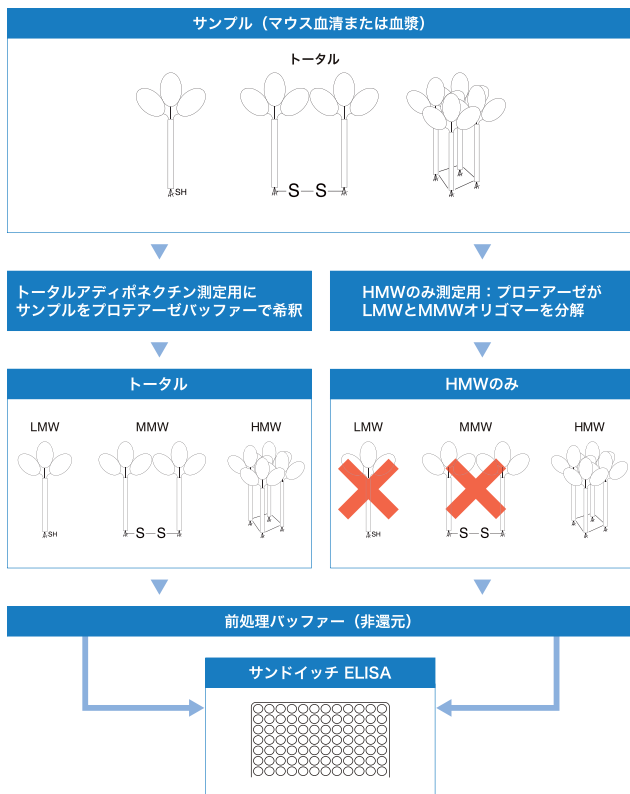 サンプル（マウス血清または血漿）
トータル
SH
S S
トータルアディポネクチン測定用に
サンプルをプロテアーゼバッファーで希釈
HMWのみ測定用：プロテアーゼが
LMWとMMWオリゴマーを分解
トータル
LMW MMW HMW
SH
S S
HMWのみ
LMW MMW HMW
SH
S S
前処理バッファー（非還元）
サンドイッチ ELISA